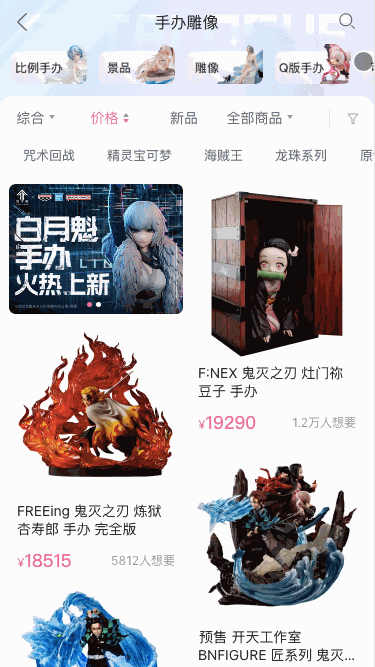 手办雕像
比例手办
景品
雕像
Q版手办
综合
价格
新品
全部商品
咒术回战
精灵宝可梦
海贼王
龙珠系列
原
白月魁
手办
火热上新
F:NEX 鬼灭之刃 灶门祢
豆子 手办
¥19290
1.2万人想要
FREEing 鬼灭之刃 炼狱
杏寿郎 手办 完全版
¥18515
5812人想要
预售 开天工作室
BNFIGURE 匠系列 鬼灭...